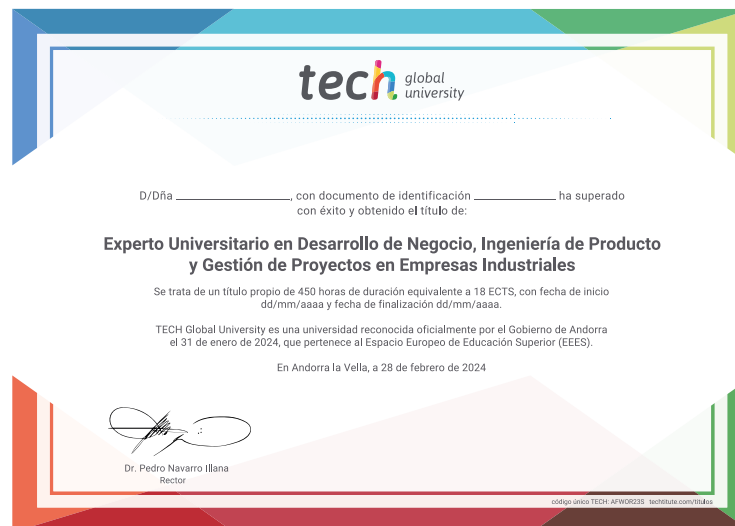 tech global university
D/Dña ____________________, con documento de identificación ______________ ha superado
con éxito y obtenido el título de:
Experto Universitario en Desarrollo de Negocio, Ingeniería de Producto
y Gestión de Proyectos en Empresas Industriales
Se trata de un título propio de 450 horas de duración equivalente a 18 ECTS, con fecha de inicio
dd/mm/aaaa y fecha de finalización dd/mm/aaaa.
TECH Global University es una universidad reconocida oficialmente por el Gobierno de Andorra
el 31 de enero de 2024, que pertenece al Espacio Europeo de Educación Superior (EEES).
En Andorra la Vella, a 28 de febrero de 2024
Dr. Pedro Navarro Illana
Rector
código único TECH: AFWOR23S techtitute.com/titulos